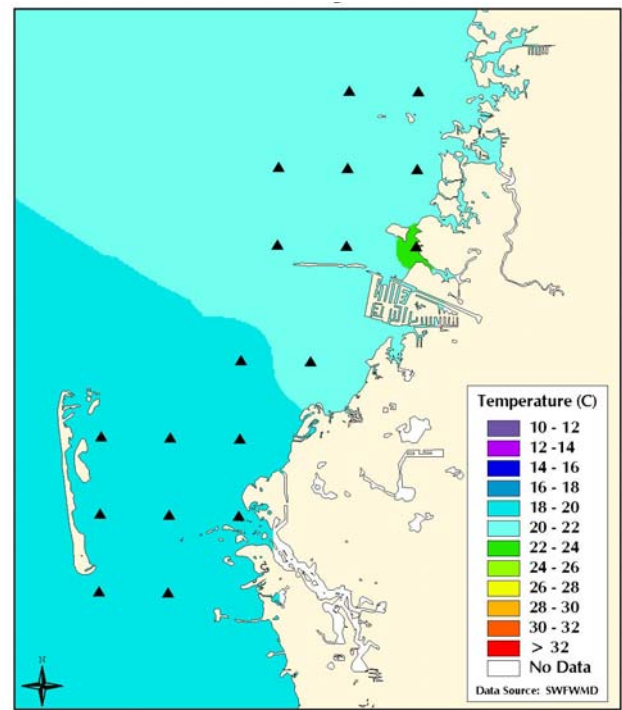 Temperature (C)
10 - 12
12 -14
14 - 16
16 - 18
18 - 20
20 - 22
22 - 24
24 - 26
26 - 28
28 - 30
30 - 32
> 32
No Data
Data Source: SWFWMD
N